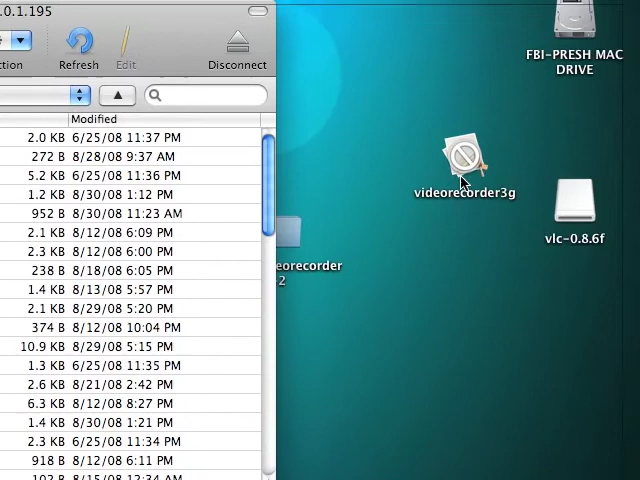 .0.1.195
ction
Refresh
Edit
Disconnect
Modified
2.0 KB 6/25/08 11:37 PM
272 B 8/28/08 9:37 AM
5.2 KB 6/25/08 11:36 PM
1.2 KB 8/30/08 1:12 PM
952 B 8/30/08 11:23 AM
2.1 KB 8/12/08 6:09 PM
2.3 KB 8/12/08 6:00 PM
238 B 8/18/08 6:05 PM
1.4 KB 8/13/08 5:57 PM
2.1 KB 8/29/08 5:20 PM
374 B 8/12/08 10:04 PM
10.9 KB 8/29/08 5:15 PM
1.3 KB 6/25/08 11:35 PM
2.6 KB 8/21/08 2:42 PM
6.3 KB 8/12/08 8:27 PM
1.4 KB 8/30/08 1:21 PM
2.3 KB 6/25/08 11:34 PM
918 B 8/12/08 6:11 PM
102 B 8/15/08 12:34 AM
FBI-PRESH MAC
DRIVE
videorecorder3g
vlc-0.8.6f
eorecorder
2